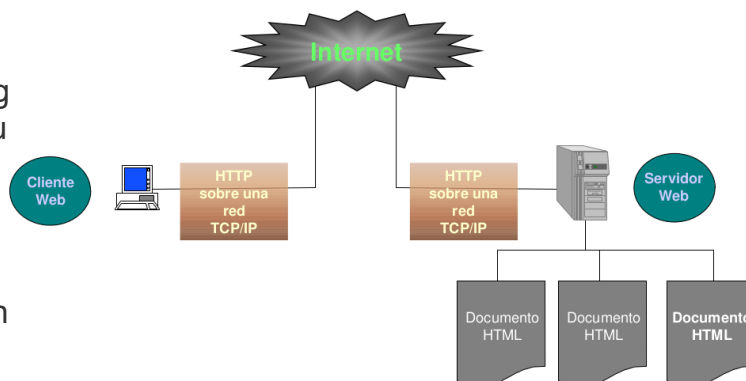 Internet
g
u
Cliente
Web
HTTP
sobre una
red
TCP/IP
HTTP
sobre una
red
TCP/IP
Servidor
Web
n
Documento
HTML
Documento
HTML
Documento
HTML